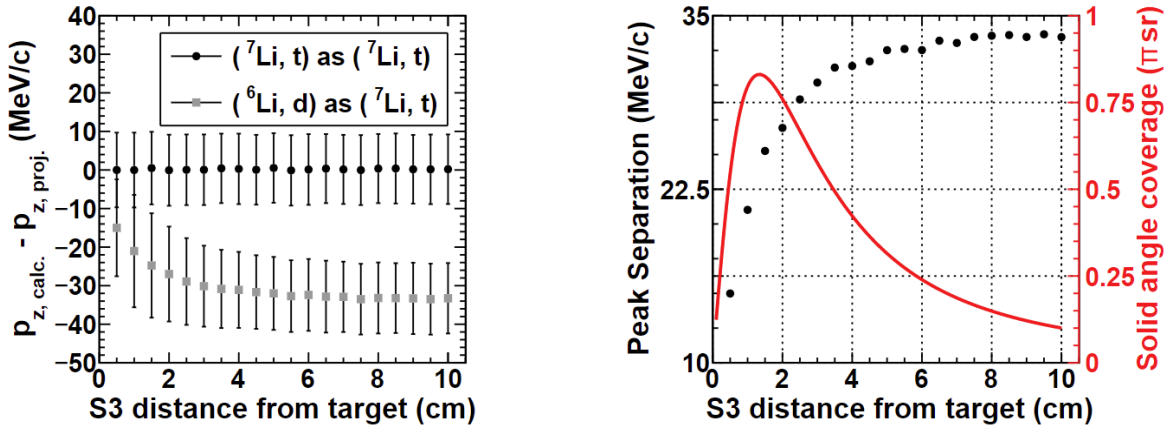 p_z, calc. - p_z, proj. (MeV/c)
40
30
20
10
0
−10
−20
−30
−40
−50
(⁷Li, t) as (⁷Li, t)
(⁶Li, d) as (⁷Li, t)
0 2 4 6 8 10
S3 distance from target (cm)
Peak Separation (MeV/c)
35
22.5
10
0 2 4 6 8 10
S3 distance from target (cm)
1
0.75
0.5
0.25
0
Solid angle coverage (π sr)